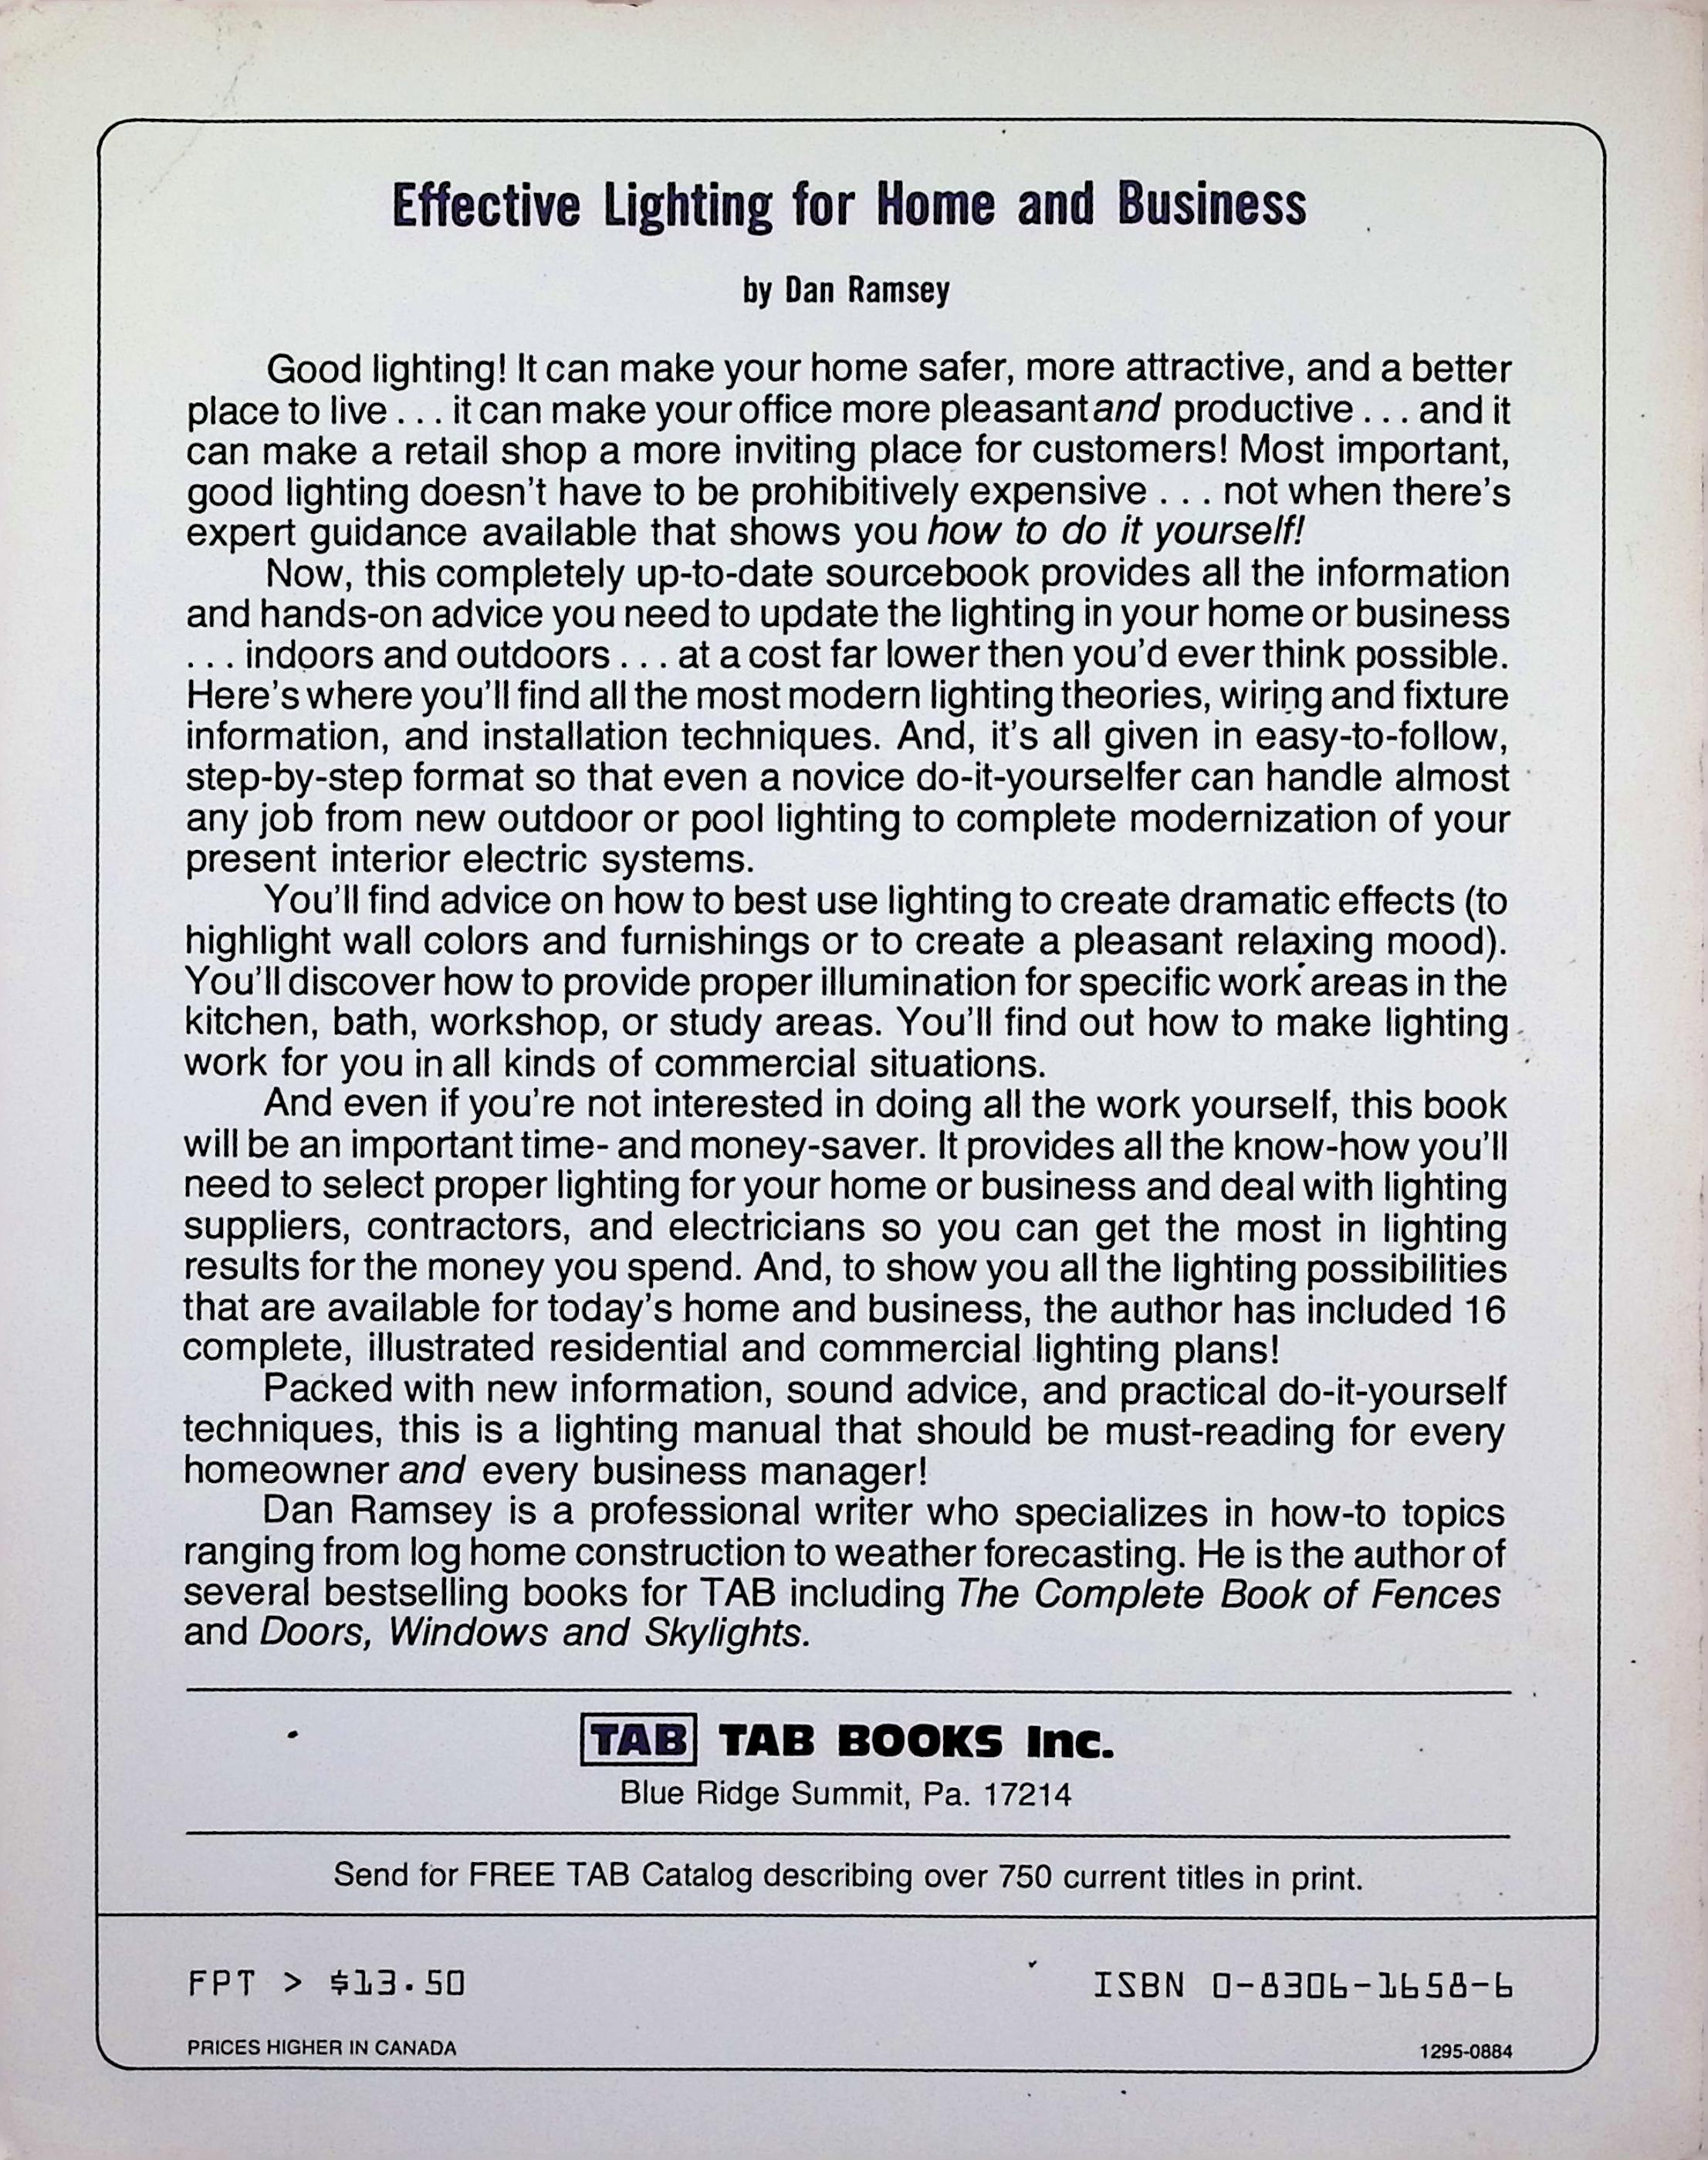 Effective Lighting for Home and Business
by Dan Ramsey
Good lighting! It can make your home safer, more attractive, and a better
place to live . . . it can make your office more pleasant and productive . . . and it
can make a retail shop a more inviting place for customers! Most important,
good lighting doesn't have to be prohibitively expensive . . . not when there's
expert guidance available that shows you how to do it yourself!
Now, this completely up-to-date sourcebook provides all the information
and hands-on advice you need to update the lighting in your home or business
. . . indoors and outdoors . . . at a cost far lower then you'd ever think possible.
Here's where you'll find all the most modern lighting theories, wiring and fixture
information, and installation techniques. And, it's all given in easy-to-follow,
step-by-step format so that even a novice do-it-yourselfer can handle almost
any job from new outdoor or pool lighting to complete modernization of your
present interior electric systems.
You'll find advice on how to best use lighting to create dramatic effects (to
highlight wall colors and furnishings or to create a pleasant relaxing mood).
You'll discover how to provide proper illumination for specific work areas in the
kitchen, bath, workshop, or study areas. You'll find out how to make lighting
work for you in all kinds of commercial situations.
And even if you're not interested in doing all the work yourself, this book
will be an important time- and money-saver. It provides all the know-how you'll
need to select proper lighting for your home or business and deal with lighting
suppliers, contractors, and electricians so you can get the most in lighting
results for the money you spend. And, to show you all the lighting possibilities
that are available for today's home and business, the author has included 16
complete, illustrated residential and commercial lighting plans!
Packed with new information, sound advice, and practical do-it-yourself
techniques, this is a lighting manual that should be must-reading for every
homeowner and every business manager!
Dan Ramsey is a professional writer who specializes in how-to topics
ranging from log home construction to weather forecasting. He is the author of
several bestselling books for TAB including The Complete Book of Fences
and Doors, Windows and Skylights.
TAB TAB BOOKS Inc.
Blue Ridge Summit, Pa. 17214
Send for FREE TAB Catalog describing over 750 current titles in print.
FPT > $13.50
ISBN 0-8306-1658-6
PRICES HIGHER IN CANADA
1295-0884